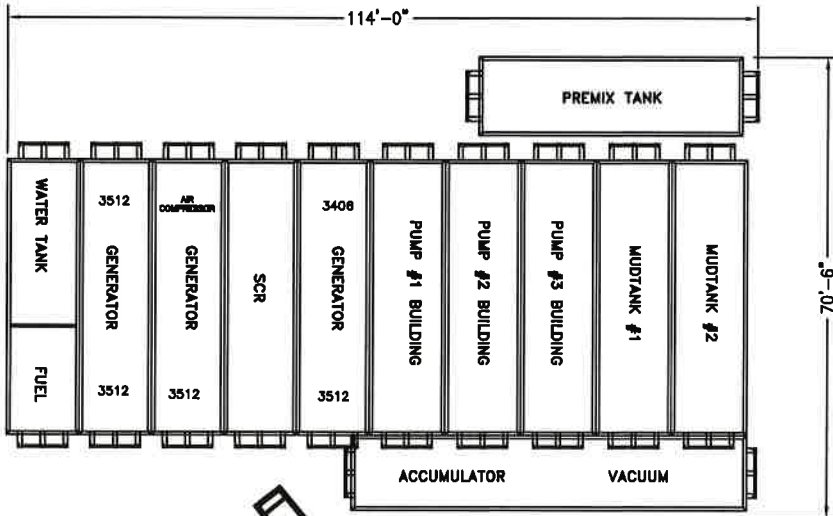 114'-0"
PREMIX TANK
70'-6"
WATER TANK
FUEL
3512
GENERATOR
3512
AIR
COMPRESSOR
GENERATOR
3512
SCR
3408
GENERATOR
3512
PUMP #1 BUILDING
PUMP #2 BUILDING
PUMP #3 BUILDING
MUDTANK #1
MUDTANK #2
ACCUMULATOR
VACUUM